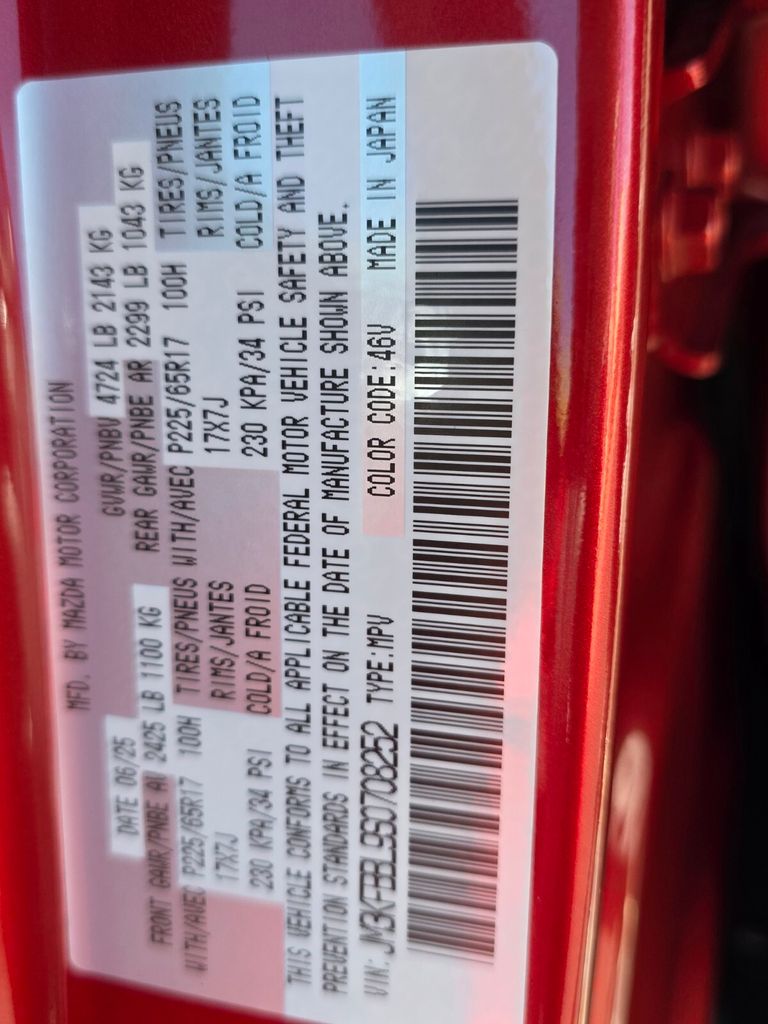 MFD. BY MAZDA MOTOR CORPORATION
DATE 06/25 GVWR/PNBV 4724 LB 2143 KG
FRONT GAWR/PNBE AV 2425 LB 1100 KG REAR GAWR/PNBE AR 2299 LB 1043 KG
WITH/AVEC P225/65R17 100H TIRES/PNEUS WITH/AVEC P225/65R17 100H TIRES/PNEUS
17X7J RIMS/JANTES 17X7J RIMS/JANTES
230 KPA/34 PSI COLD/A FROID 230 KPA/34 PSI COLD/A FROID
THIS VEHICLE CONFORMS TO ALL APPLICABLE FEDERAL MOTOR VEHICLE SAFETY AND THEFT
PREVENTION STANDARDS IN EFFECT ON THE DATE OF MANUFACTURE SHOWN ABOVE.
VIN: JM3KFBBL9S0708252 TYPE:MPV COLOR CODE:46V MADE IN JAPAN